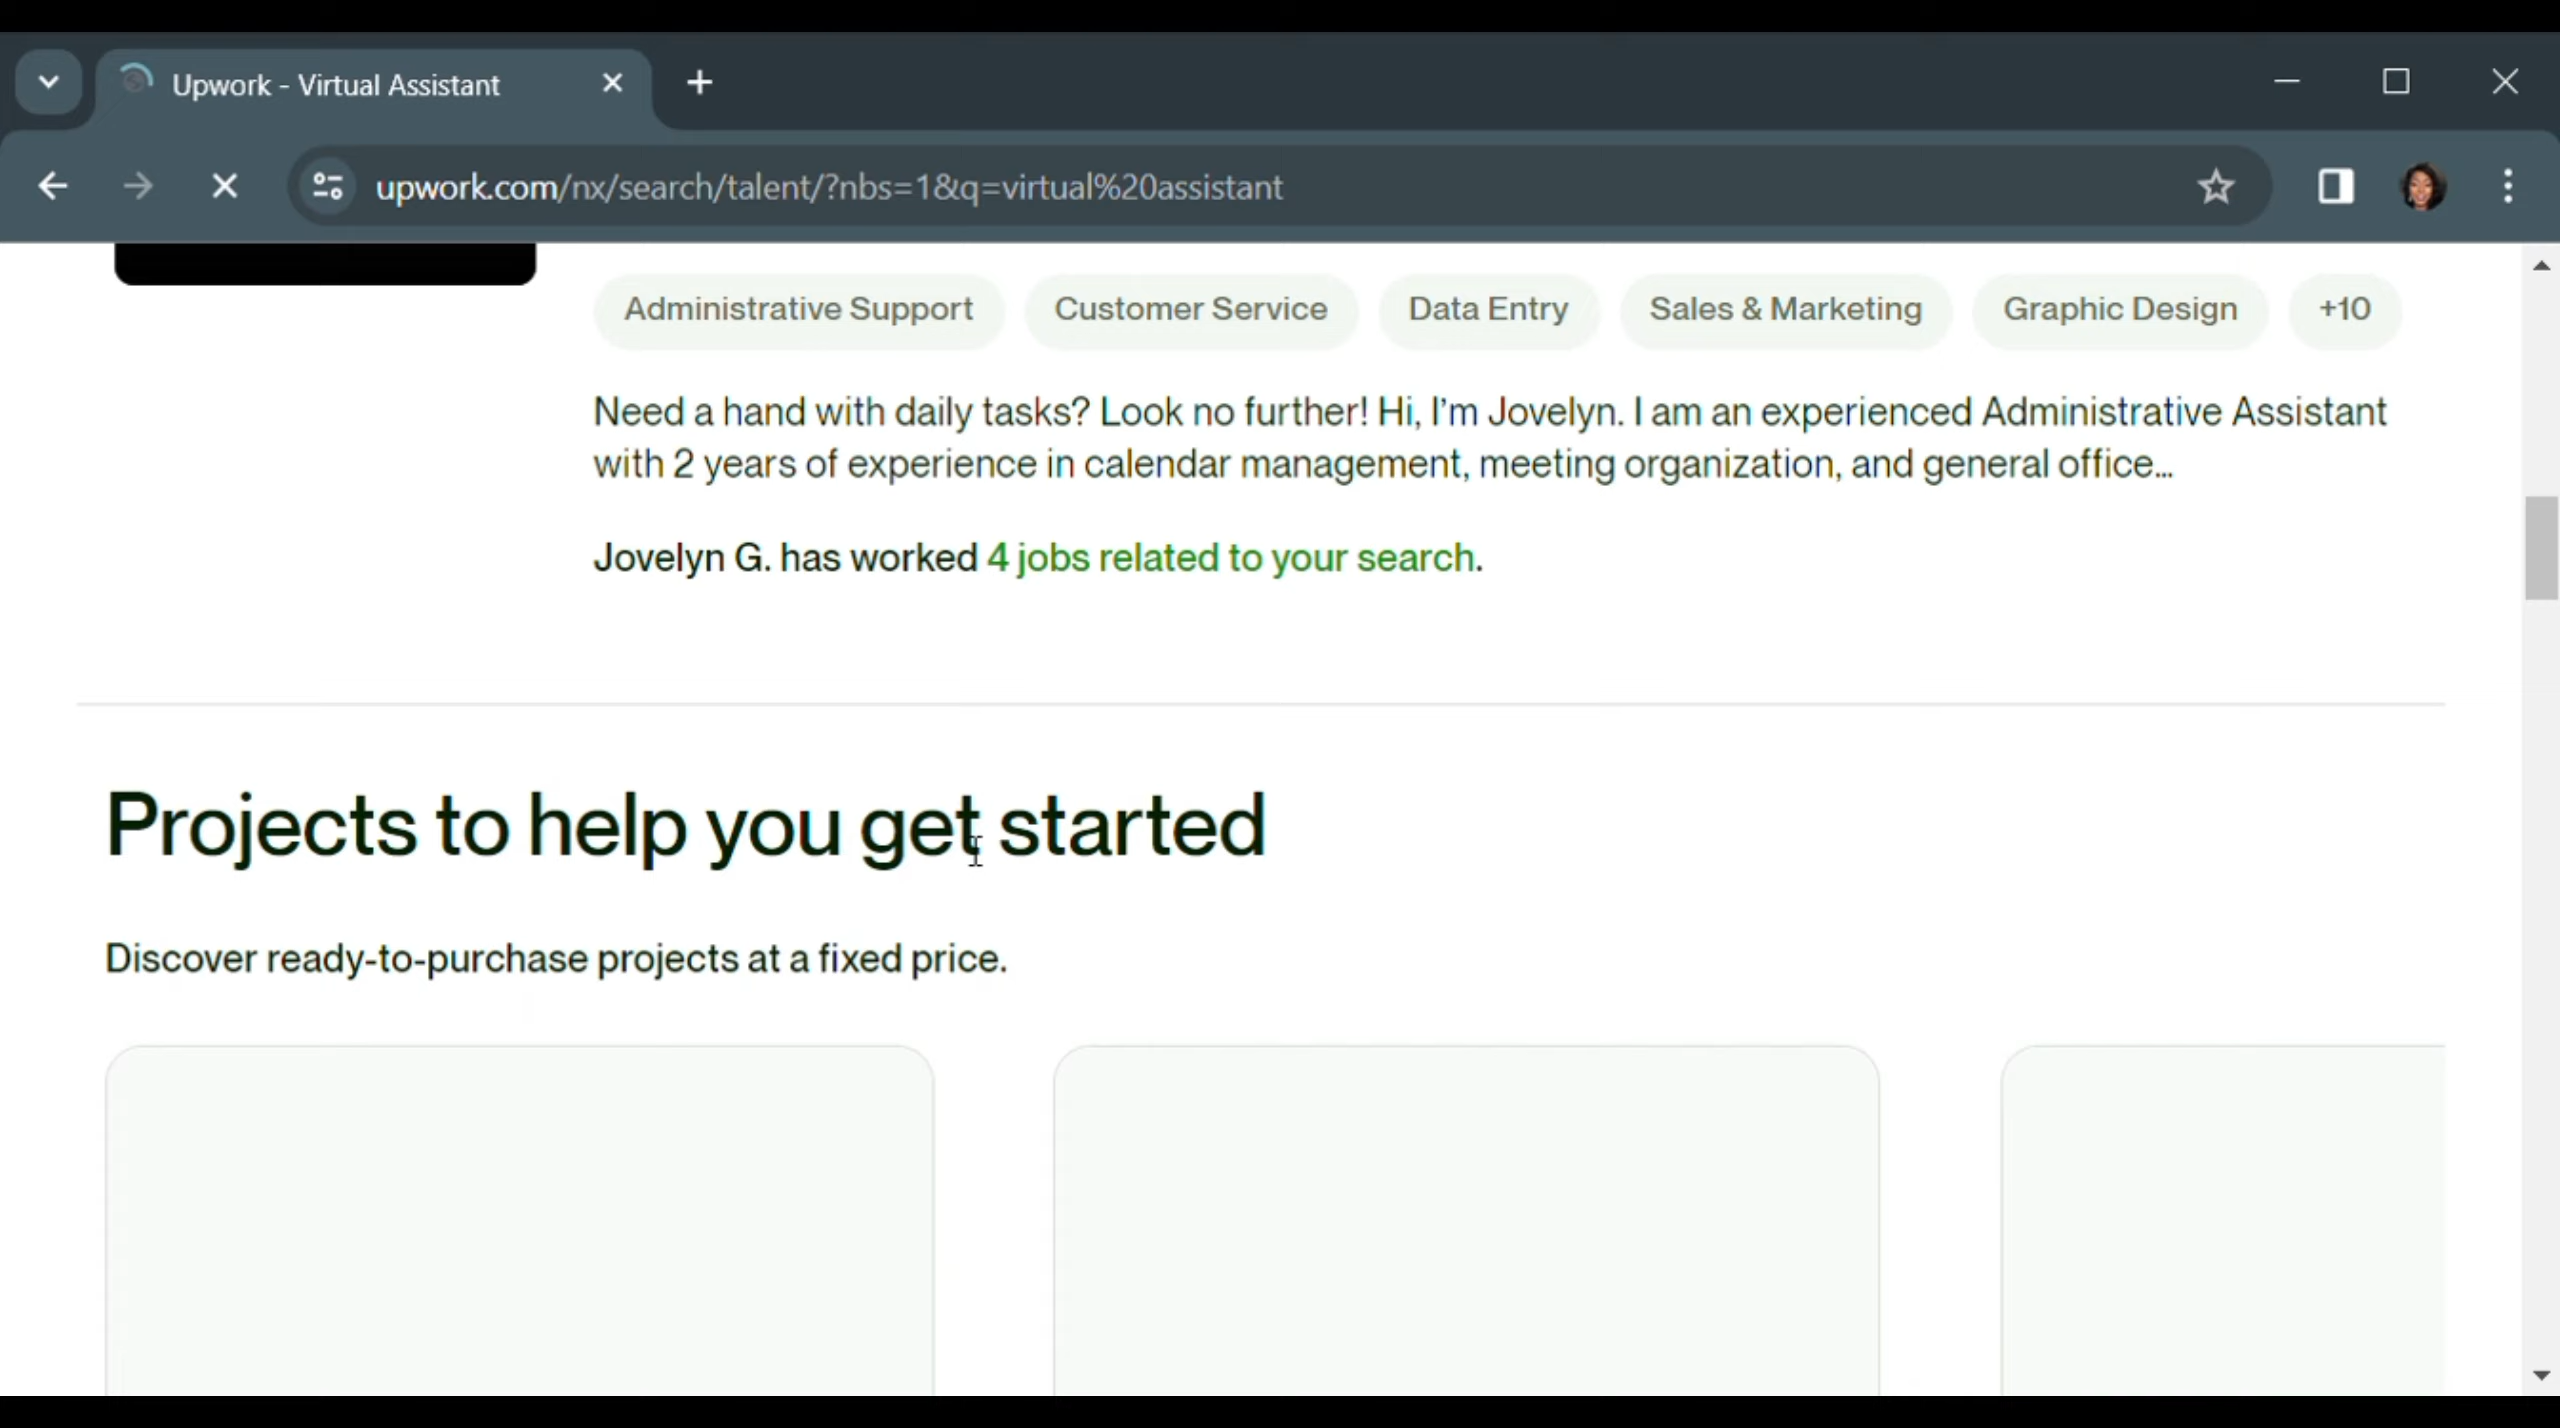 Upwork - Virtual Assistant
upwork.com/nx/search/talent/?nbs=1&q=virtual%20assistant
Administrative Support Customer Service Data Entry Sales & Marketing Graphic Design +10
Need a hand with daily tasks? Look no further! Hi, I'm Jovelyn. I am an experienced Administrative Assistant
with 2 years of experience in calendar management, meeting organization, and general office...
Jovelyn G. has worked 4 jobs related to your search.
Projects to help you get started
Discover ready-to-purchase projects at a fixed price.